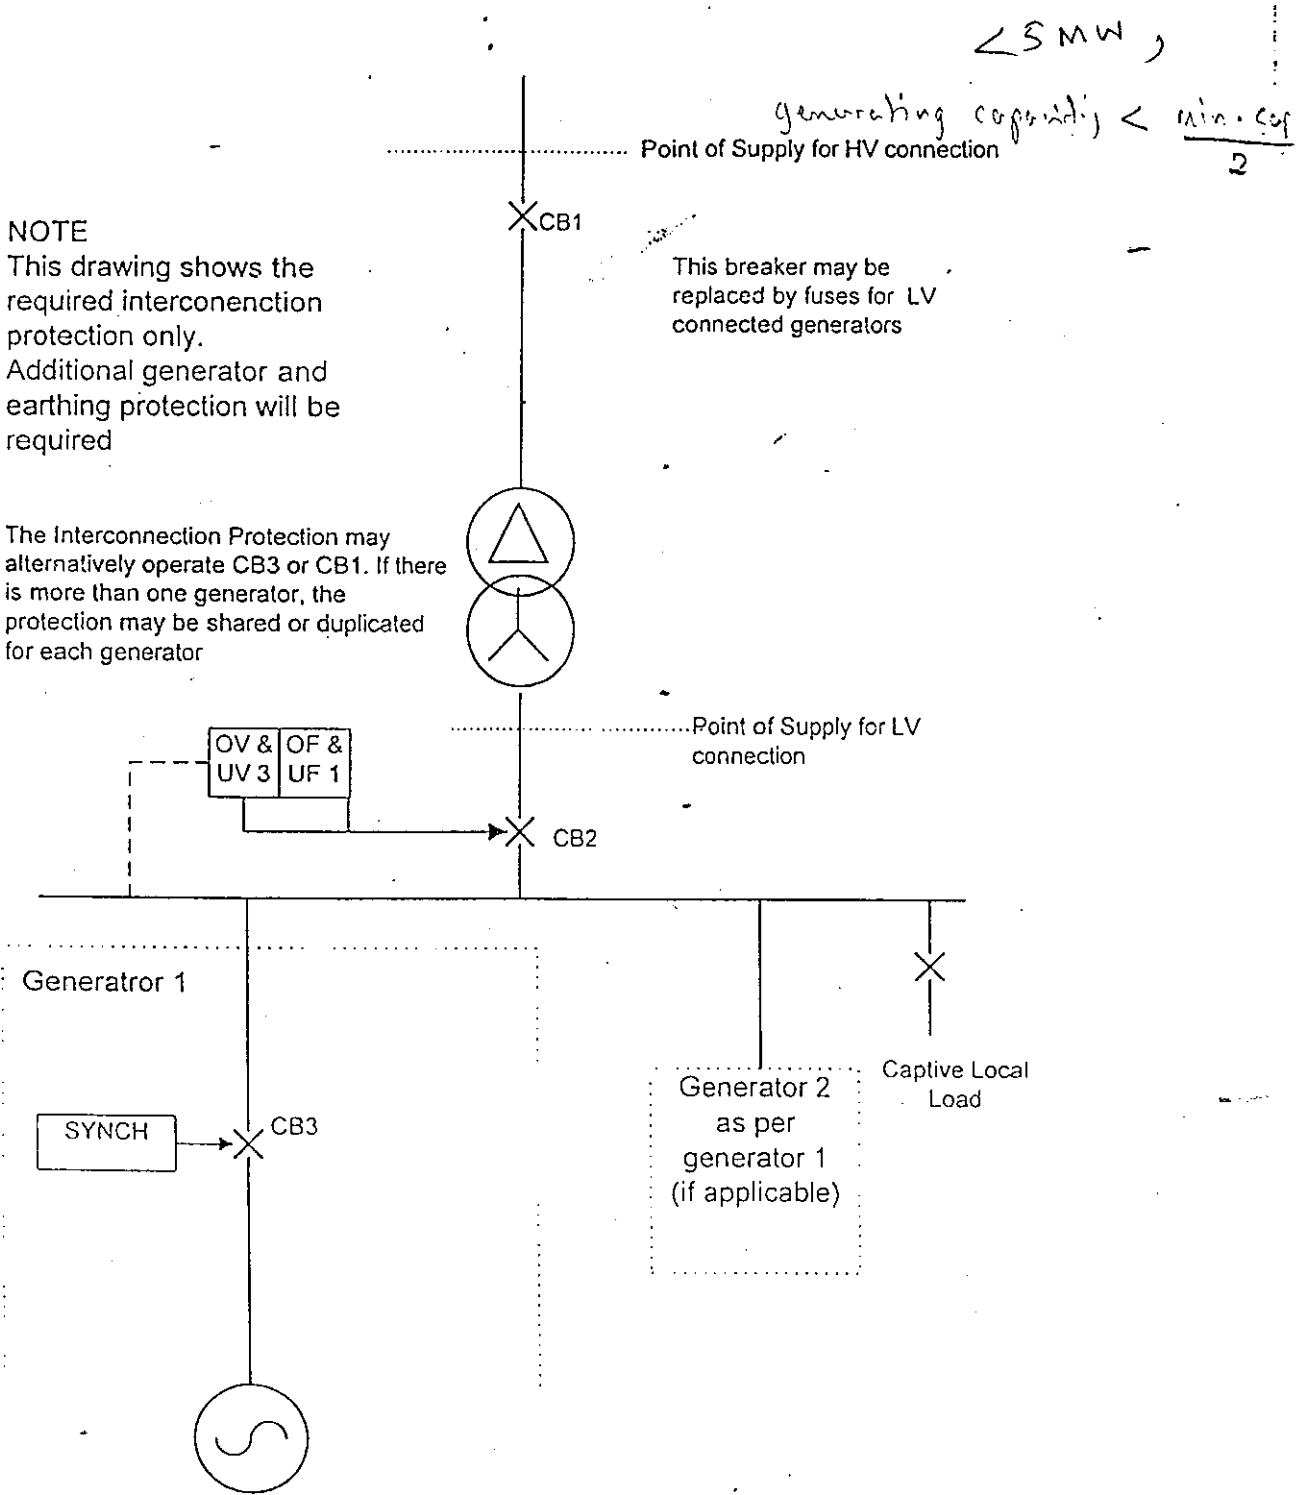 <5 MW,
generating capacity < min. cap
2
Point of Supply for HV connection
CB1
NOTE
This drawing shows the
required interconenction
protection only.
Additional generator and
earthing protection will be
required
This breaker may be
replaced by fuses for LV
connected generators
The Interconnection Protection may
alternatively operate CB3 or CB1. If there
is more than one generator, the
protection may be shared or duplicated
for each generator
Point of Supply for LV
connection
OV & OF &
UV 3 UF 1
CB2
Generatror 1
SYNCH
CB3
Generator 2
as per
generator 1
(if applicable)
Captive Local
Load